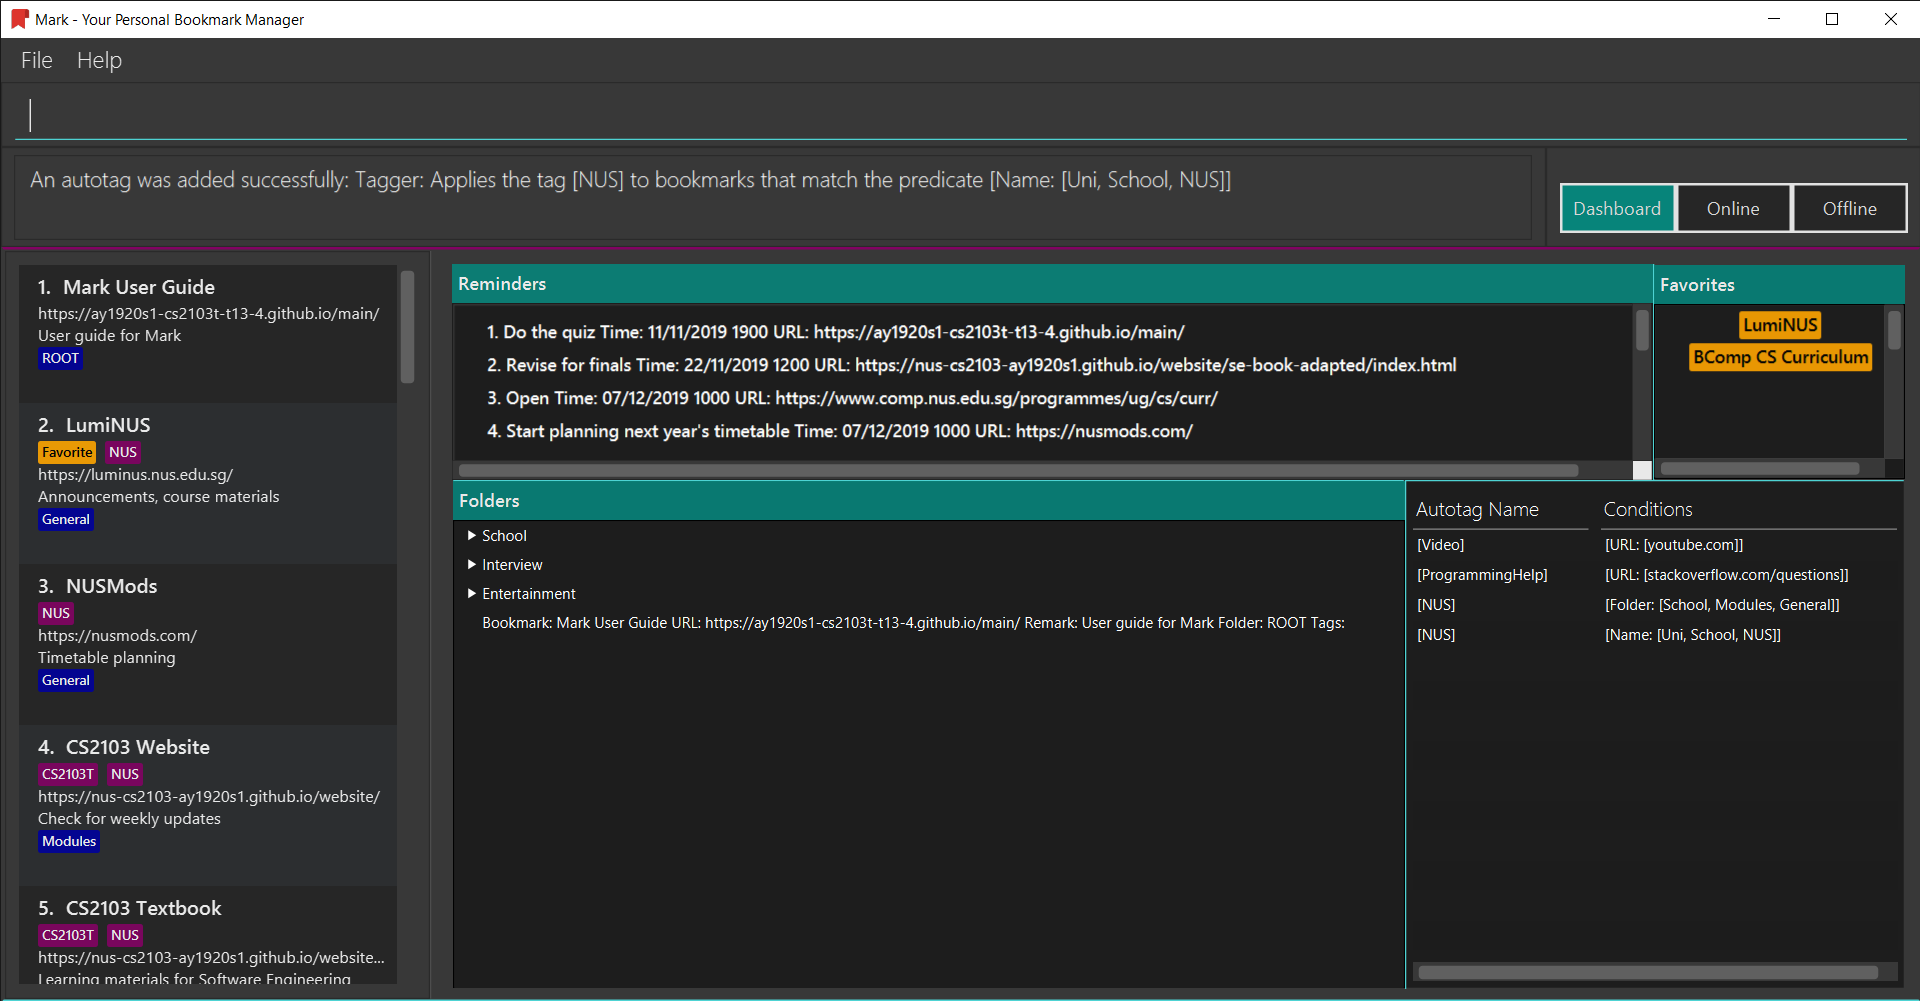 Mark - Your Personal Bookmark Manager
File Help
An autotag was added successfully: Tagger: Applies the tag [NUS] to bookmarks that match the predicate [Name: [Uni, School, NUS]]
Dashboard Online Offline
1. Mark User Guide
https://ay1920s1-cs2103t-t13-4.github.io/main/
User guide for Mark
ROOT
2. LumiNUS
Favorite NUS
https://luminus.nus.edu.sg/
Announcements, course materials
General
3. NUSMods
NUS
https://nusmods.com/
Timetable planning
General
4. CS2103 Website
CS2103T NUS
https://nus-cs2103-ay1920s1.github.io/website/
Check for weekly updates
Modules
5. CS2103 Textbook
CS2103T NUS
https://nus-cs2103-ay1920s1.github.io/website...
Learning materials for Software Engineering
Reminders
1. Do the quiz Time: 11/11/2019 1900 URL: https://ay1920s1-cs2103t-t13-4.github.io/main/
2. Revise for finals Time: 22/11/2019 1200 URL: https://nus-cs2103-ay1920s1.github.io/website/se-book-adapted/index.html
3. Open Time: 07/12/2019 1000 URL: https://www.comp.nus.edu.sg/programmes/ug/cs/curr/
4. Start planning next year's timetable Time: 07/12/2019 1000 URL: https://nusmods.com/
Favorites
LumiNUS
BComp CS Curriculum
Folders
School
Interview
Entertainment
Bookmark: Mark User Guide URL: https://ay1920s1-cs2103t-t13-4.github.io/main/ Remark: User guide for Mark Folder: ROOT Tags:
Autotag Name Conditions
[Video] [URL: [youtube.com]]
[ProgrammingHelp] [URL: [stackoverflow.com/questions]]
[NUS] [Folder: [School, Modules, General]]
[NUS] [Name: [Uni, School, NUS]]